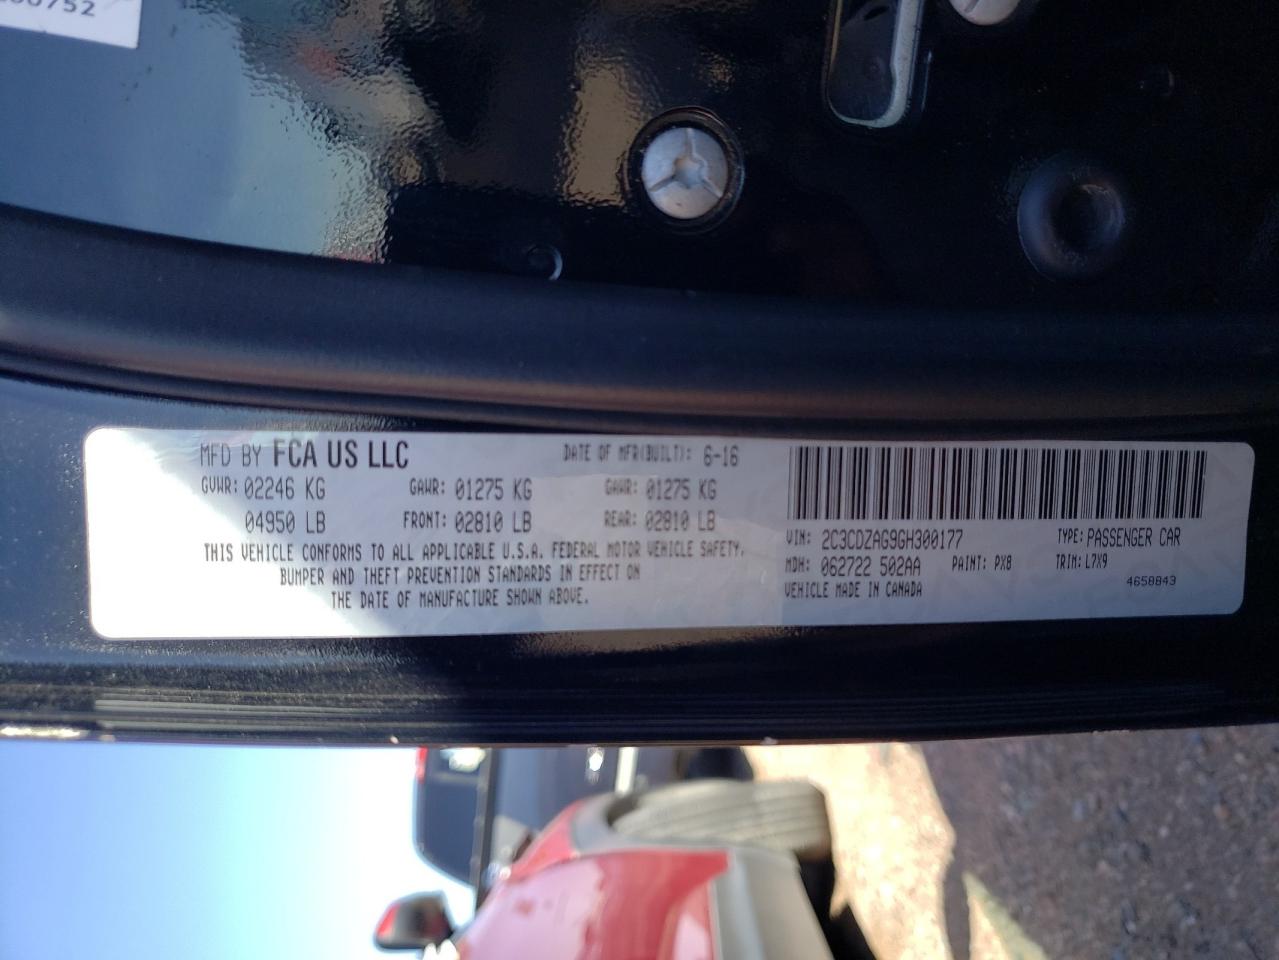 00752
MFD BY FCA US LLC DATE OF MFR(BUILT): 6-16
GVWR: 02246 KG GAWR: 01275 KG GAWR: 01275 KG
04950 LB FRONT: 02810 LB REAR: 02810 LB
THIS VEHICLE CONFORMS TO ALL APPLICABLE U.S.A. FEDERAL MOTOR VEHICLE SAFETY,
BUMPER AND THEFT PREVENTION STANDARDS IN EFFECT ON
THE DATE OF MANUFACTURE SHOWN ABOVE.
VIN: 2C3CDZAG9GH300177 TYPE: PASSENGER CAR
MDH: 062722 502AA PAINT: PX8 TRIM: L7X9
VEHICLE MADE IN CANADA 4658843